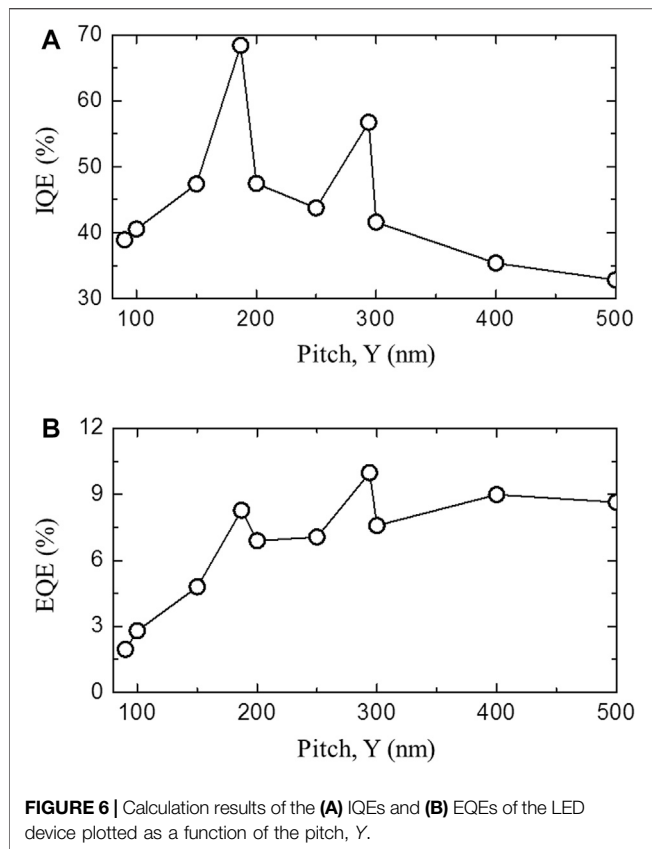 A
70
60
50
40
30
IQE (%)
100 200 300 400 500
Pitch, Y (nm)
B
12
9
6
3
0
EQE (%)
100 200 300 400 500
Pitch, Y (nm)
FIGURE 6 | Calculation results of the (A) IQEs and (B) EQEs of the LED
device plotted as a function of the pitch, Y.